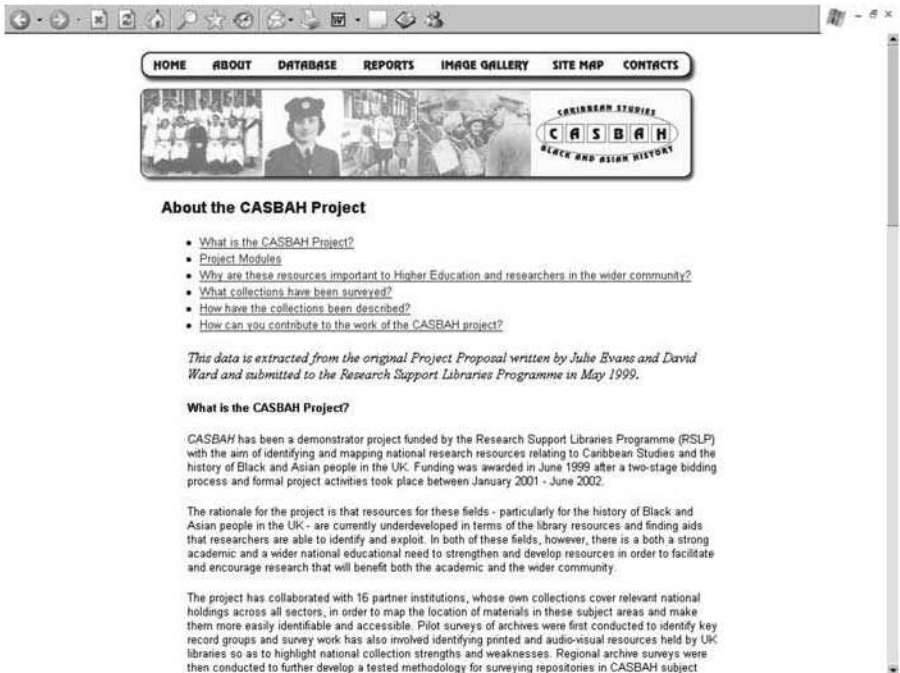 HOME ABOUT DATABASE REPORTS IMAGE GALLERY SITE MAP CONTACTS
CARIBBEAN STUDIES
CASBAH
BLACK AND ASIAN HISTORY
About the CASBAH Project
• What is the CASBAH Project?
• Project Modules
• Why are these resources important to Higher Education and researchers in the wider community?
• What collections have been surveyed?
• How have the collections been described?
• How can you contribute to the work of the CASBAH project?
This data is extracted from the original Project Proposal written by Julie Evans and David
Ward and submitted to the Research Support Libraries Programme in May 1999.
What is the CASBAH Project?
CASBAH has been a demonstrator project funded by the Research Support Libraries Programme (RSLP)
with the aim of identifying and mapping national research resources relating to Caribbean Studies and the
history of Black and Asian people in the UK. Funding was awarded in June 1999 after a two-stage bidding
process and formal project activities took place between January 2001 - June 2002.
The rationale for the project is that resources for these fields - particularly for the history of Black and
Asian people in the UK - are currently underdeveloped in terms of the library resources and finding aids
that researchers are able to identify and exploit. In both of these fields, however, there is a both a strong
academic and a wider national educational need to strengthen and develop resources in order to facilitate
and encourage research that will benefit both the academic and the wider community.
The project has collaborated with 16 partner institutions, whose own collections cover relevant national
holdings across all sectors, in order to map the location of materials in these subject areas and make
them more easily identifiable and accessible. Pilot surveys of archives were first conducted to identify key
record groups and survey work has also involved identifying printed and audio-visual resources held by UK
libraries so as to highlight national collection strengths and weaknesses. Regional archive surveys were
then conducted to further develop a tested methodology for surveying repositories in CASBAH subject